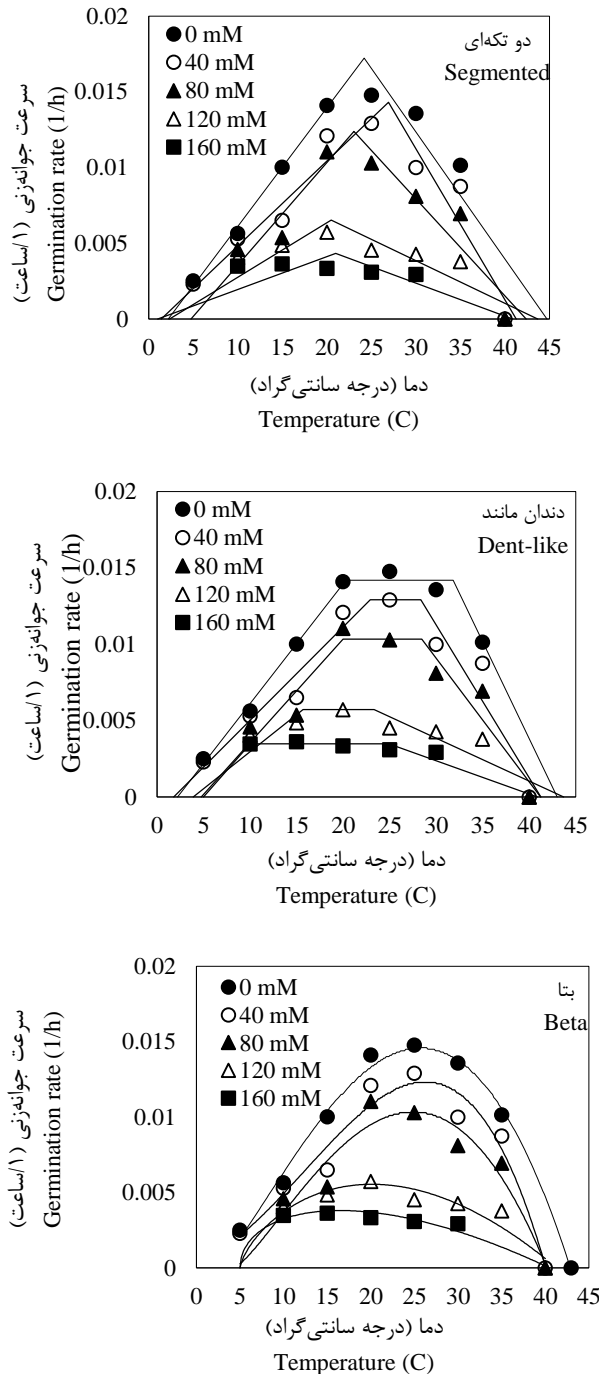 0.02
0.015
0.01
0.005
0
دو تکه‌ای
Segmented
0 mM
40 mM
80 mM
120 mM
160 mM
سرعت جوانه‌زنی (۱/ساعت)
Germination rate (1/h)
0 5 10 15 20 25 30 35 40 45
دما (درجه سانتی‌گراد)
Temperature (C)
0.02
0.015
0.01
0.005
0
دندان مانند
Dent-like
0 mM
40 mM
80 mM
120 mM
160 mM
سرعت جوانه‌زنی (۱/ساعت)
Germination rate (1/h)
0 5 10 15 20 25 30 35 40 45
دما (درجه سانتی‌گراد)
Temperature (C)
0.02
0.015
0.01
0.005
0
بتا
Beta
0 mM
40 mM
80 mM
120 mM
160 mM
سرعت جوانه‌زنی (۱/ساعت)
Germination rate (1/h)
0 5 10 15 20 25 30 35 40 45
دما (درجه سانتی‌گراد)
Temperature (C)